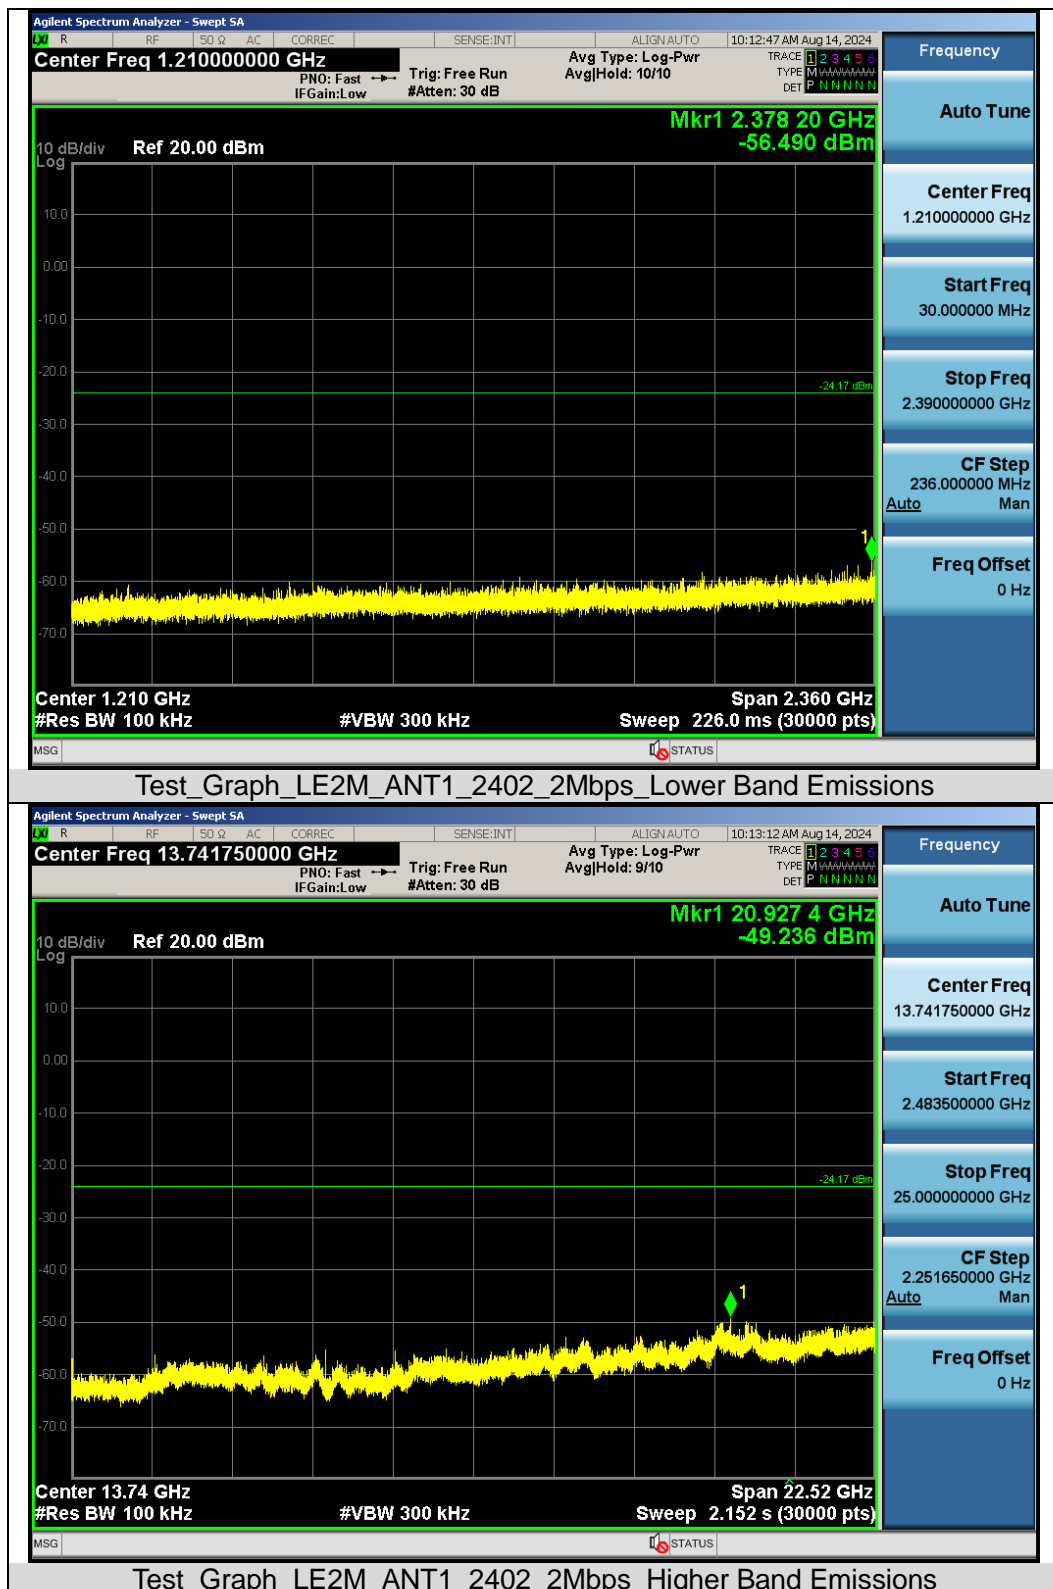 Agilent Spectrum Analyzer - Swept SA
LXI R RF 50 Ω AC CORREC SENSE:INT ALIGN AUTO 10:12:47 AM Aug 14, 2024
Center Freq 1.210000000 GHz
PNO: Fast
IFGain:Low
Trig: Free Run
#Atten: 30 dB
Avg Type: Log-Pwr
Avg|Hold: 10/10
TRACE 1 2 3 4 5 6
TYPE M
DET P N N N N N
Mkr1 2.378 20 GHz
-56.490 dBm
10 dB/div Ref 20.00 dBm
Log
10.0
0.00
-10.0
-20.0
-24.17 dBm
-30.0
-40.0
-50.0
1
-60.0
-70.0
Center 1.210 GHz Span 2.360 GHz
#Res BW 100 kHz #VBW 300 kHz Sweep 226.0 ms (30000 pts)
MSG STATUS
Frequency
Auto Tune
Center Freq
1.210000000 GHz
Start Freq
30.000000 MHz
Stop Freq
2.390000000 GHz
CF Step
236.000000 MHz
Auto Man
Freq Offset
0 Hz
Test_Graph_LE2M_ANT1_2402_2Mbps_Lower Band Emissions
Agilent Spectrum Analyzer - Swept SA
LXI R RF 50 Ω AC CORREC SENSE:INT ALIGN AUTO 10:13:12 AM Aug 14, 2024
Center Freq 13.741750000 GHz
PNO: Fast
IFGain:Low
Trig: Free Run
#Atten: 30 dB
Avg Type: Log-Pwr
Avg|Hold: 9/10
TRACE 1 2 3 4 5 6
TYPE M
DET P N N N N N
Mkr1 20.927 4 GHz
-49.236 dBm
10 dB/div Ref 20.00 dBm
Log
10.0
0.00
-10.0
-20.0
-24.17 dBm
-30.0
-40.0
1
-50.0
-60.0
-70.0
Center 13.74 GHz Span 22.52 GHz
#Res BW 100 kHz #VBW 300 kHz Sweep 2.152 s (30000 pts)
MSG STATUS
Frequency
Auto Tune
Center Freq
13.741750000 GHz
Start Freq
2.483500000 GHz
Stop Freq
25.000000000 GHz
CF Step
2.251650000 GHz
Auto Man
Freq Offset
0 Hz
Test_Graph_LE2M_ANT1_2402_2Mbps_Higher Band Emissions